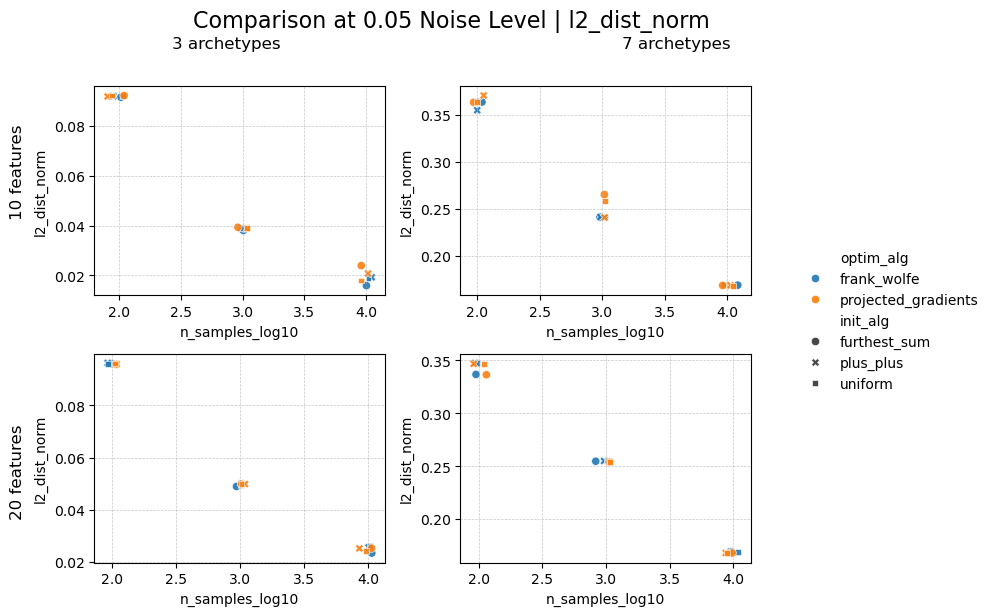 Comparison at 0.05 Noise Level | l2_dist_norm
3 archetypes
7 archetypes
10 features
l2_dist_norm
0.08
0.06
0.04
0.02
2.0
2.5
3.0
3.5
4.0
n_samples_log10
l2_dist_norm
0.35
0.30
0.25
0.20
2.0
2.5
3.0
3.5
4.0
n_samples_log10
20 features
l2_dist_norm
0.08
0.06
0.04
0.02
2.0
2.5
3.0
3.5
4.0
n_samples_log10
l2_dist_norm
0.35
0.30
0.25
0.20
2.0
2.5
3.0
3.5
4.0
n_samples_log10
optim_alg
frank_wolfe
projected_gradients
init_alg
furthest_sum
plus_plus
uniform